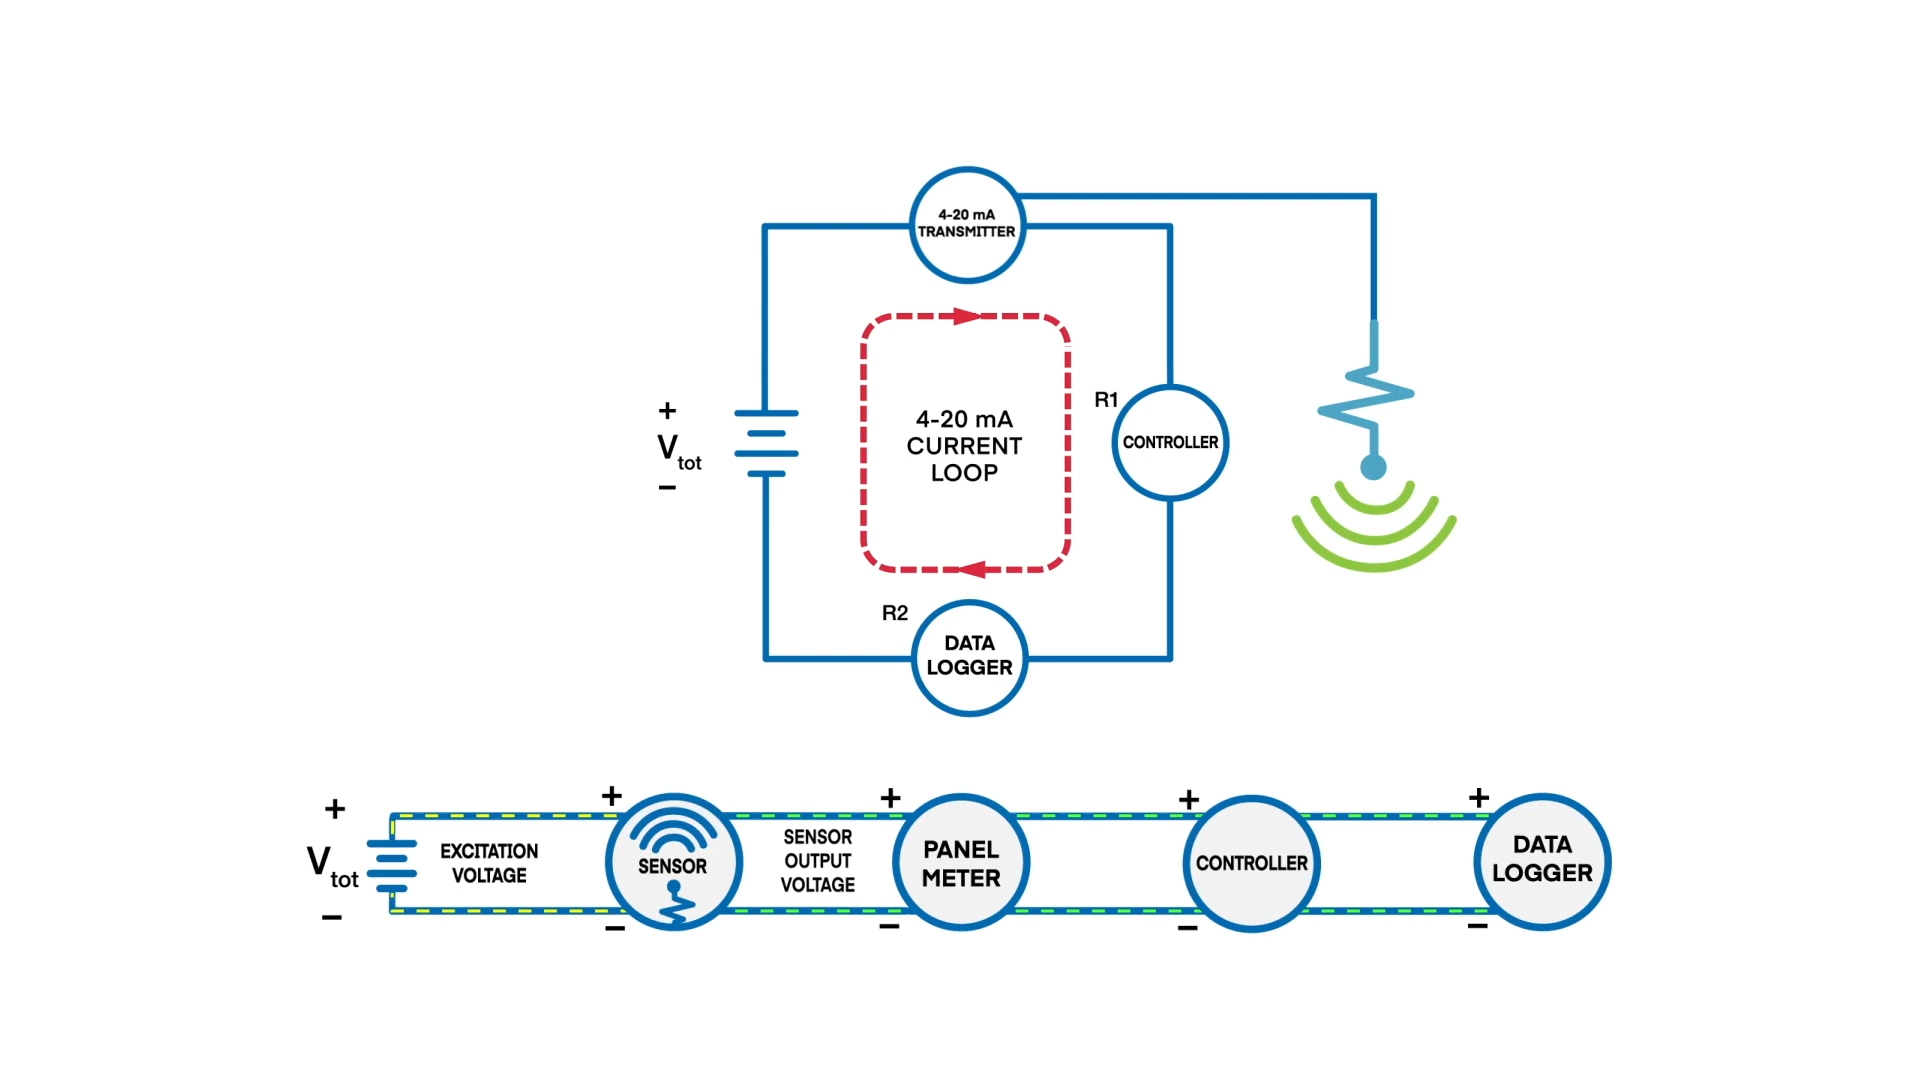 4-20 mA
TRANSMITTER
+
V tot
−
4-20 mA
CURRENT
LOOP
R1
CONTROLLER
R2
DATA
LOGGER
+
V tot
−
EXCITATION
VOLTAGE
+
SENSOR
−
SENSOR
OUTPUT
VOLTAGE
+
PANEL
METER
−
+
CONTROLLER
−
+
DATA
LOGGER
−